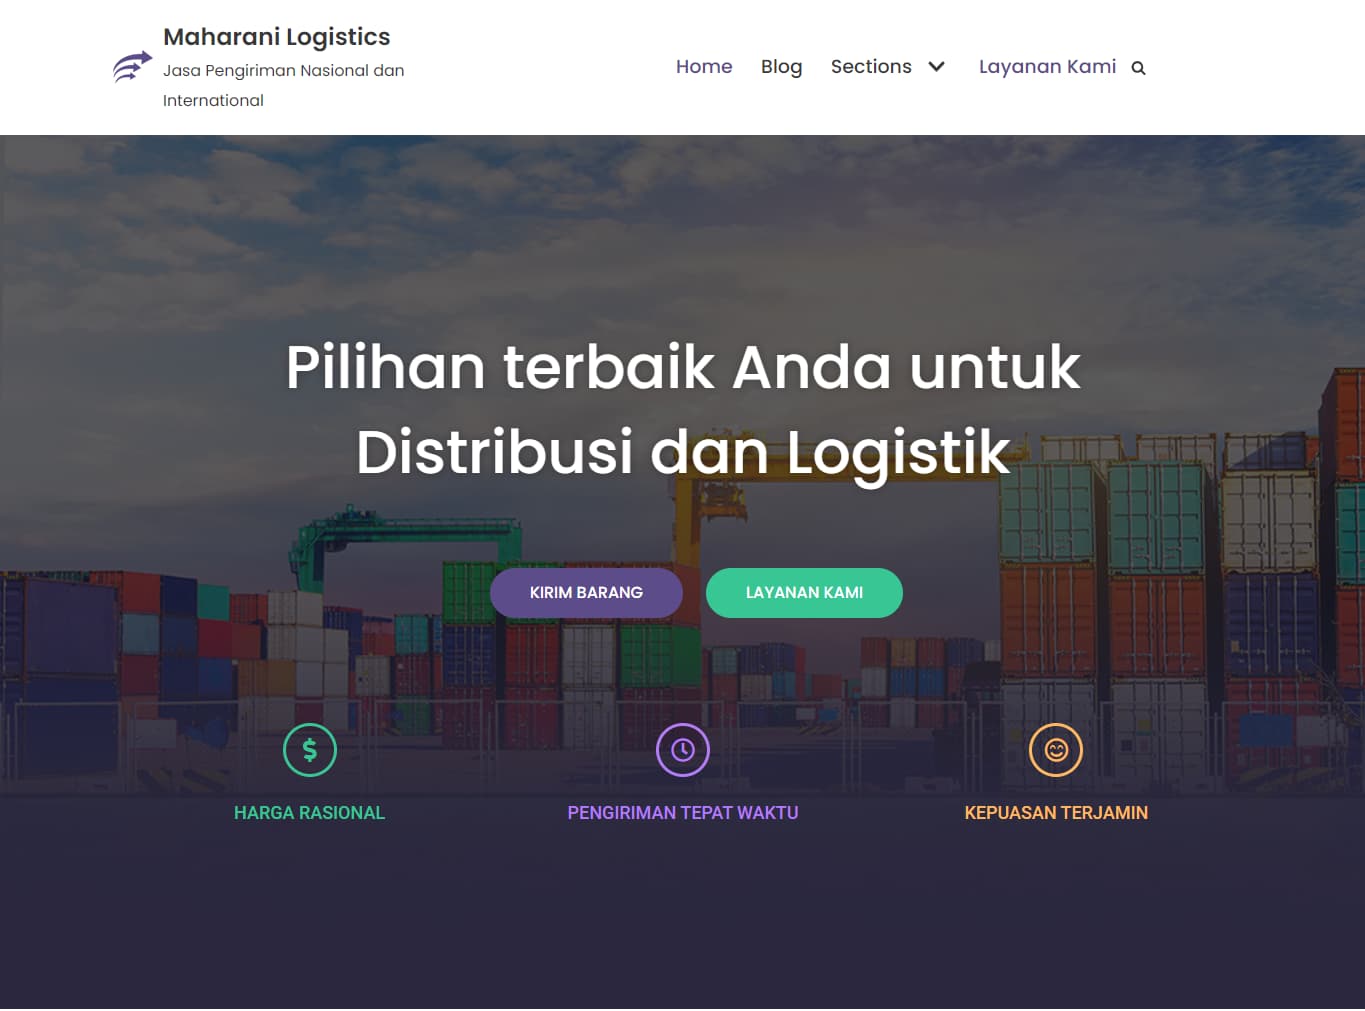 Maharani Logistics
Jasa Pengiriman Nasional dan
International
Home Blog Sections Layanan Kami
Pilihan terbaik Anda untuk
Distribusi dan Logistik
KIRIM BARANG LAYANAN KAMI
HARGA RASIONAL PENGIRIMAN TEPAT WAKTU KEPUASAN TERJAMIN